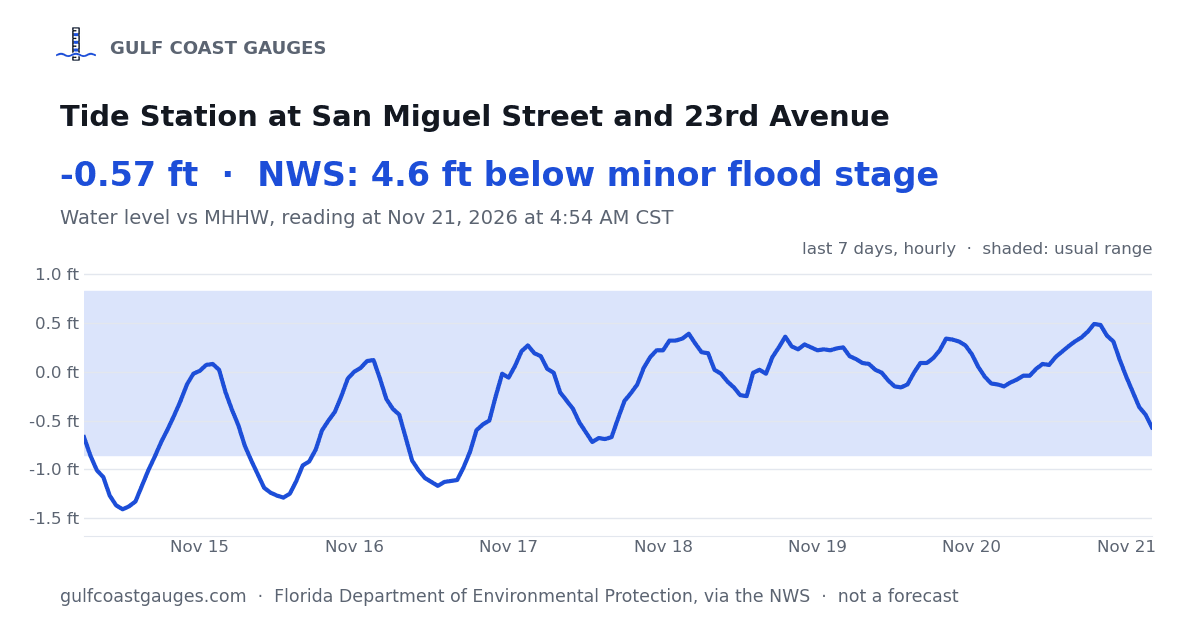 GULF COAST GAUGES
Tide Station at San Miguel Street and 23rd Avenue
-0.57 ft · NWS: 4.6 ft below minor flood stage
Water level vs MHHW, reading at Nov 21, 2026 at 4:54 AM CST
last 7 days, hourly · shaded: usual range
1.0 ft
0.5 ft
0.0 ft
-0.5 ft
-1.0 ft
-1.5 ft
Nov 15 Nov 16 Nov 17 Nov 18 Nov 19 Nov 20 Nov 21
gulfcoastgauges.com · Florida Department of Environmental Protection, via the NWS · not a forecast